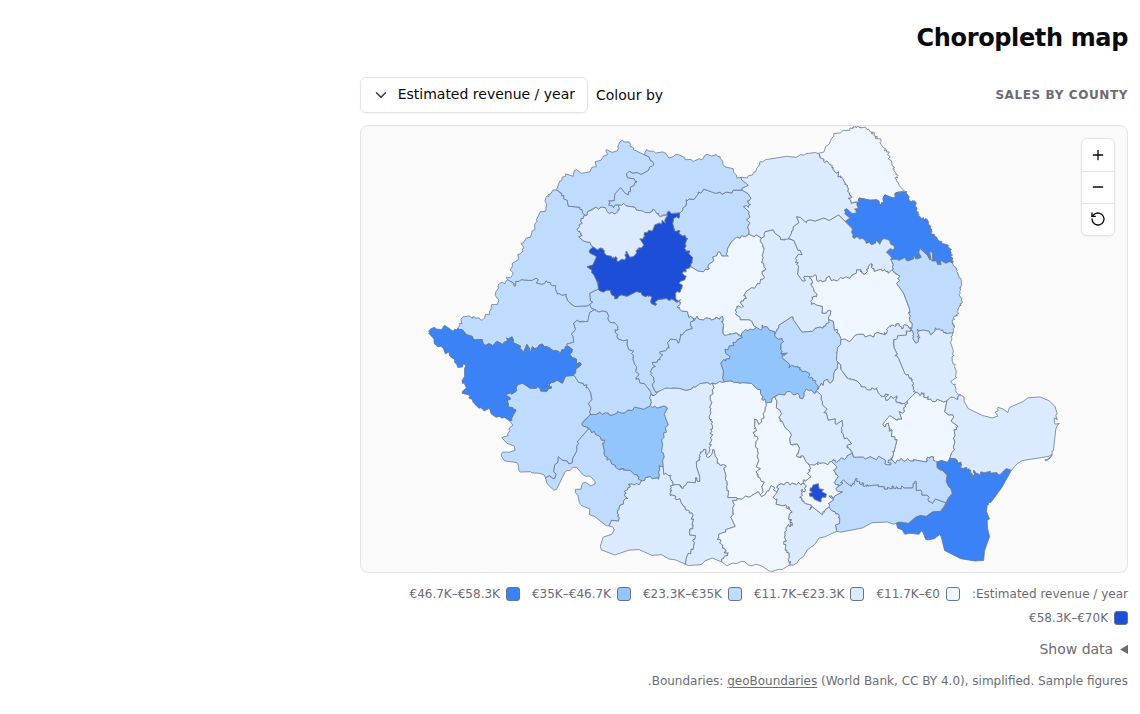 Choropleth map
SALES BY COUNTY
Colour by
Estimated revenue / year
+
−
:Estimated revenue / year
€11.7K–€0
€11.7K–€23.3K
€23.3K–€35K
€35K–€46.7K
€46.7K–€58.3K
€58.3K–€70K
Show data
.Boundaries: geoBoundaries (World Bank, CC BY 4.0), simplified. Sample figures